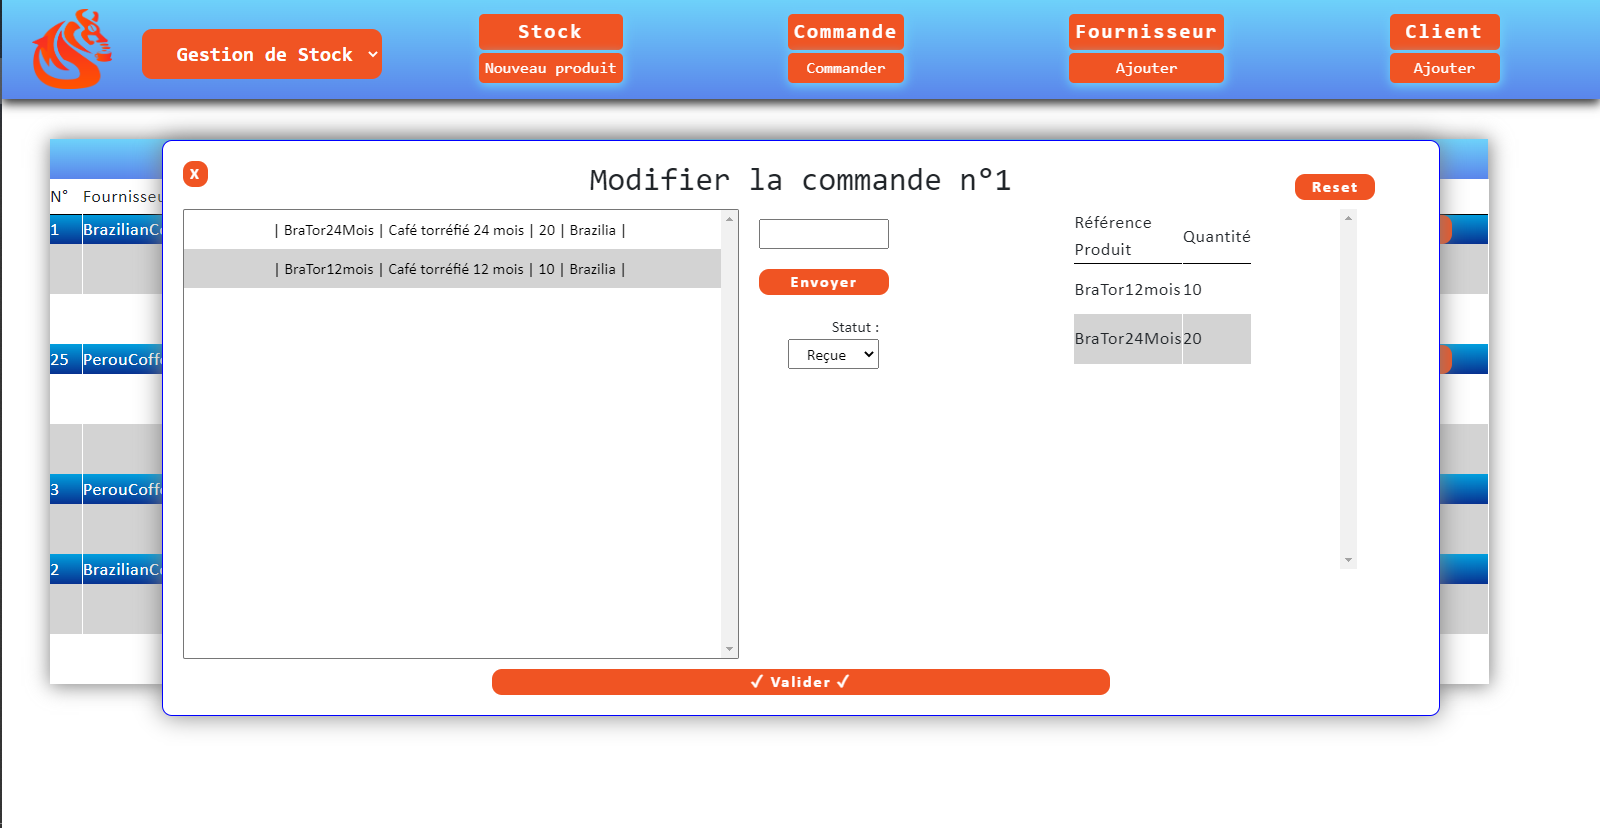 Gestion de Stock
Stock
Nouveau produit
Commande
Commander
Fournisseur
Ajouter
Client
Ajouter
X
Modifier la commande n°1
Reset
N° Fournisseu
1 BrazilianC
25 PerouCoff
3 PerouCoff
2 BrazilianC
| BraTor24Mois | Café torréfié 24 mois | 20 | Brazilia |
| BraTor12mois | Café torréfié 12 mois | 10 | Brazilia |
Envoyer
Statut :
Reçue
Référence
Produit
Quantité
BraTor12mois 10
BraTor24Mois 20
✓ Valider ✓